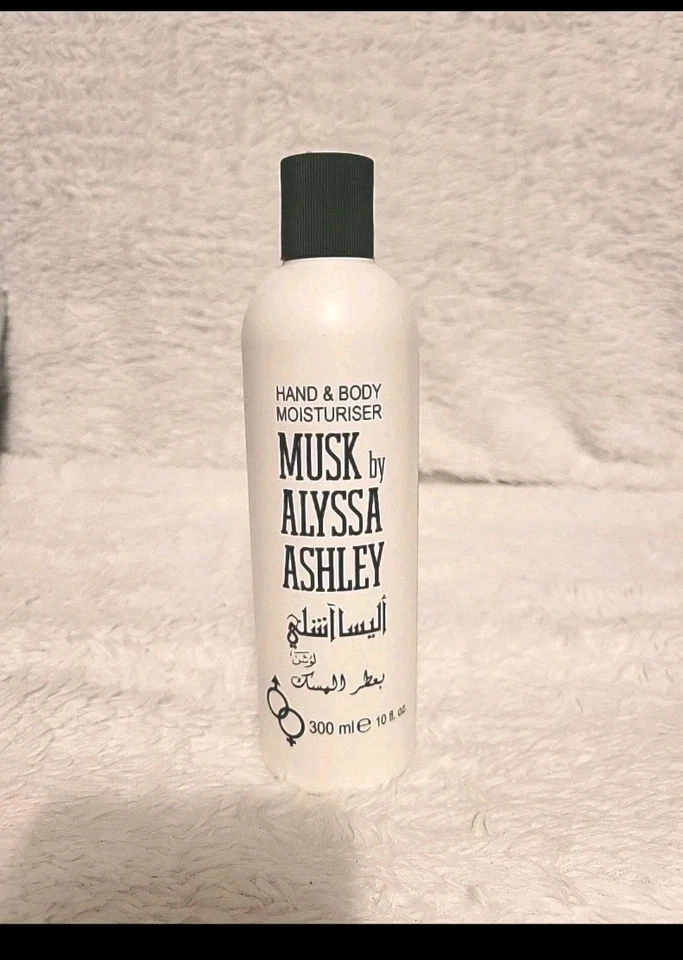 HAND & BODY
MOISTURISER
MUSK by
ALYSSA
ASHLEY
أليسا آشلي
لوشن
بعطر المسك
300 ml ℮ 10 fl. oz.